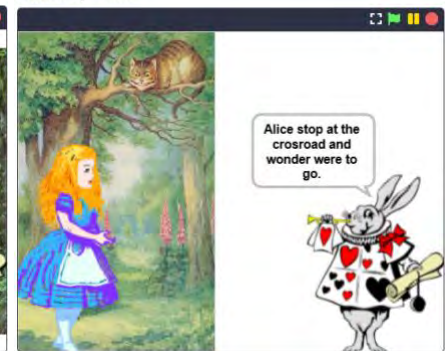 Alice stop at the
crosroad and
wonder were to
go.